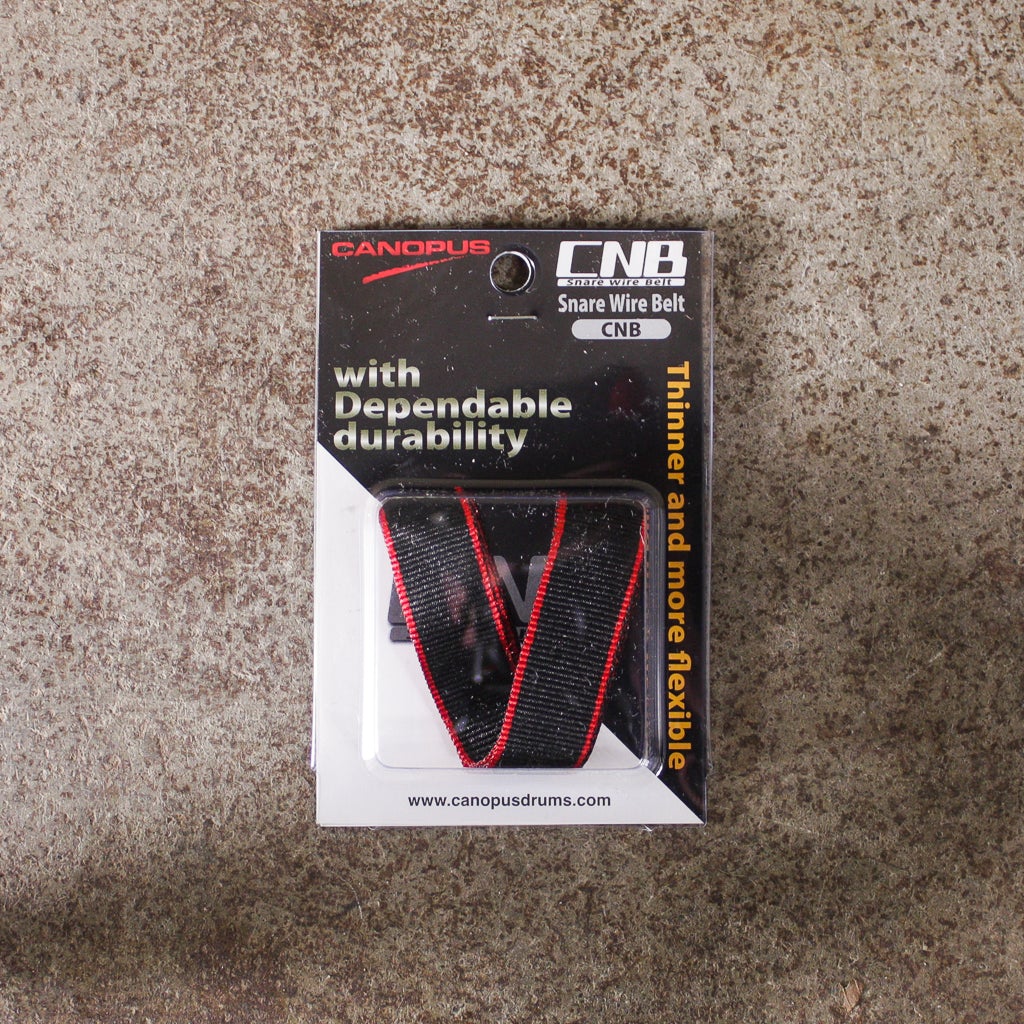 CANOPUS
CNB
Snare Wire Belt
Snare Wire Belt
CNB
with
Dependable
durability
Thinner and more flexible
www.canopusdrums.com